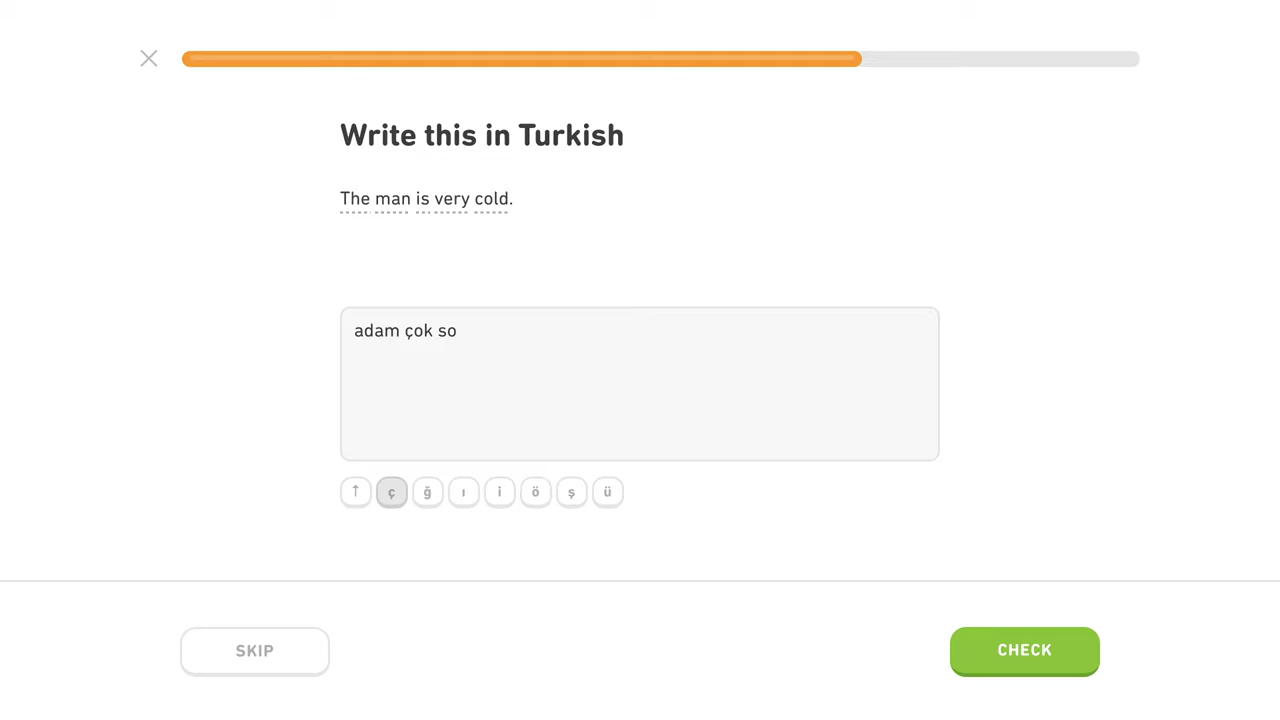 Write this in Turkish
The man is very cold.
adam çok so
↑ ç ğ ı i ö ş ü
SKIP
CHECK